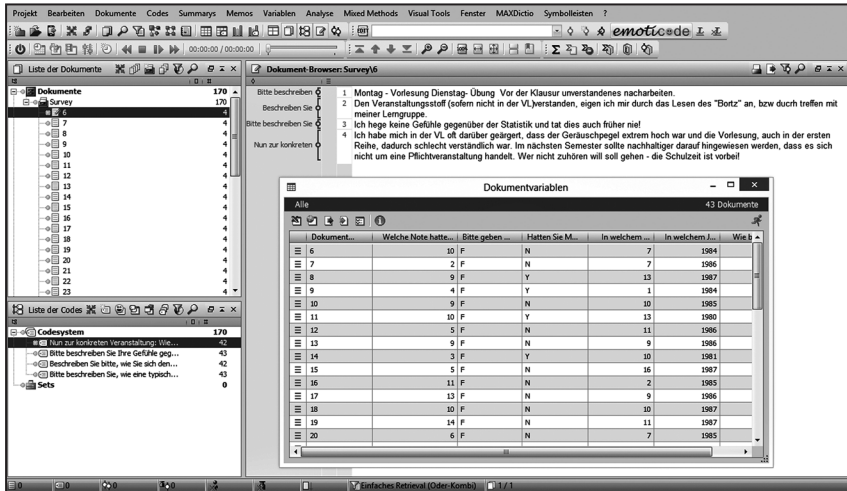 Projekt Bearbeiten Dokumente Codes Summarys Memos Variablen Analyse Mixed Methods Visual Tools Fenster MAXDictio Symbolleisten ?
emoticode
00:00:00 / 00:00:00
Liste der Dokumente
Dokumente 170
Survey 170
6 4
7 4
8 4
9 4
10 4
11 4
12 4
13 4
14 4
15 4
16 4
17 4
18 4
19 4
20 4
21 4
22 4
23 4
Liste der Codes
Codesystem 170
Nun zur konkreten Veranstaltung: Wie... 42
Bitte beschreiben Sie Ihre Gefühle geg... 43
Beschreiben Sie bitte, wie Sie sich den... 42
Bitte beschreiben Sie, wie eine typisch... 43
Sets 0
Dokument-Browser: Survey\6
Bitte beschreiben
Beschreiben Sie
Bitte beschreiben Sie
Nun zur konkreten
1 Montag - Vorlesung Dienstag- Übung Vor der Klausur unverstandenes nacharbeiten.
2 Den Veranstaltungsstoff (sofern nicht in der VL)verstanden, eigen ich mir durch das Lesen des "Bortz" an, bzw ducrh treffen mit
meiner Lerngruppe.
3 Ich hege keine Gefühle gegenüber der Statistik und tat dies auch früher nie!
4 Ich habe mich in der VL oft darüber geärgert, dass der Geräuschpegel extrem hoch war und die Vorlesung, auch in der ersten
Reihe, dadurch schlecht verständlich war. Im nächsten Semester sollte nachhaltiger darauf hingewiesen werden, dass es sich
nicht um eine Pflichtveranstaltung handelt. Wer nicht zuhören will soll gehen - die Schulzeit ist vorbei!
Dokumentvariablen
Alle 43 Dokumente
Dokument... Welche Note hatte... Bitte geben ... Hatten Sie M... In welchem ... In welchem J... Wie b
6 10 F N 7 1984
7 2 F N 7 1986
8 9 F Y 13 1987
9 4 F Y 1 1984
10 9 F N 10 1985
11 10 F Y 13 1980
12 5 F N 11 1986
13 9 F N 9 1986
14 3 F Y 10 1981
15 5 F N 16 1987
16 11 F N 2 1985
17 13 F N 9 1986
18 10 F N 10 1987
19 14 F N 11 1987
20 6 F N 7 1985
0 0 0 0
Einfaches Retrieval (Oder-Kombi) 1 / 1